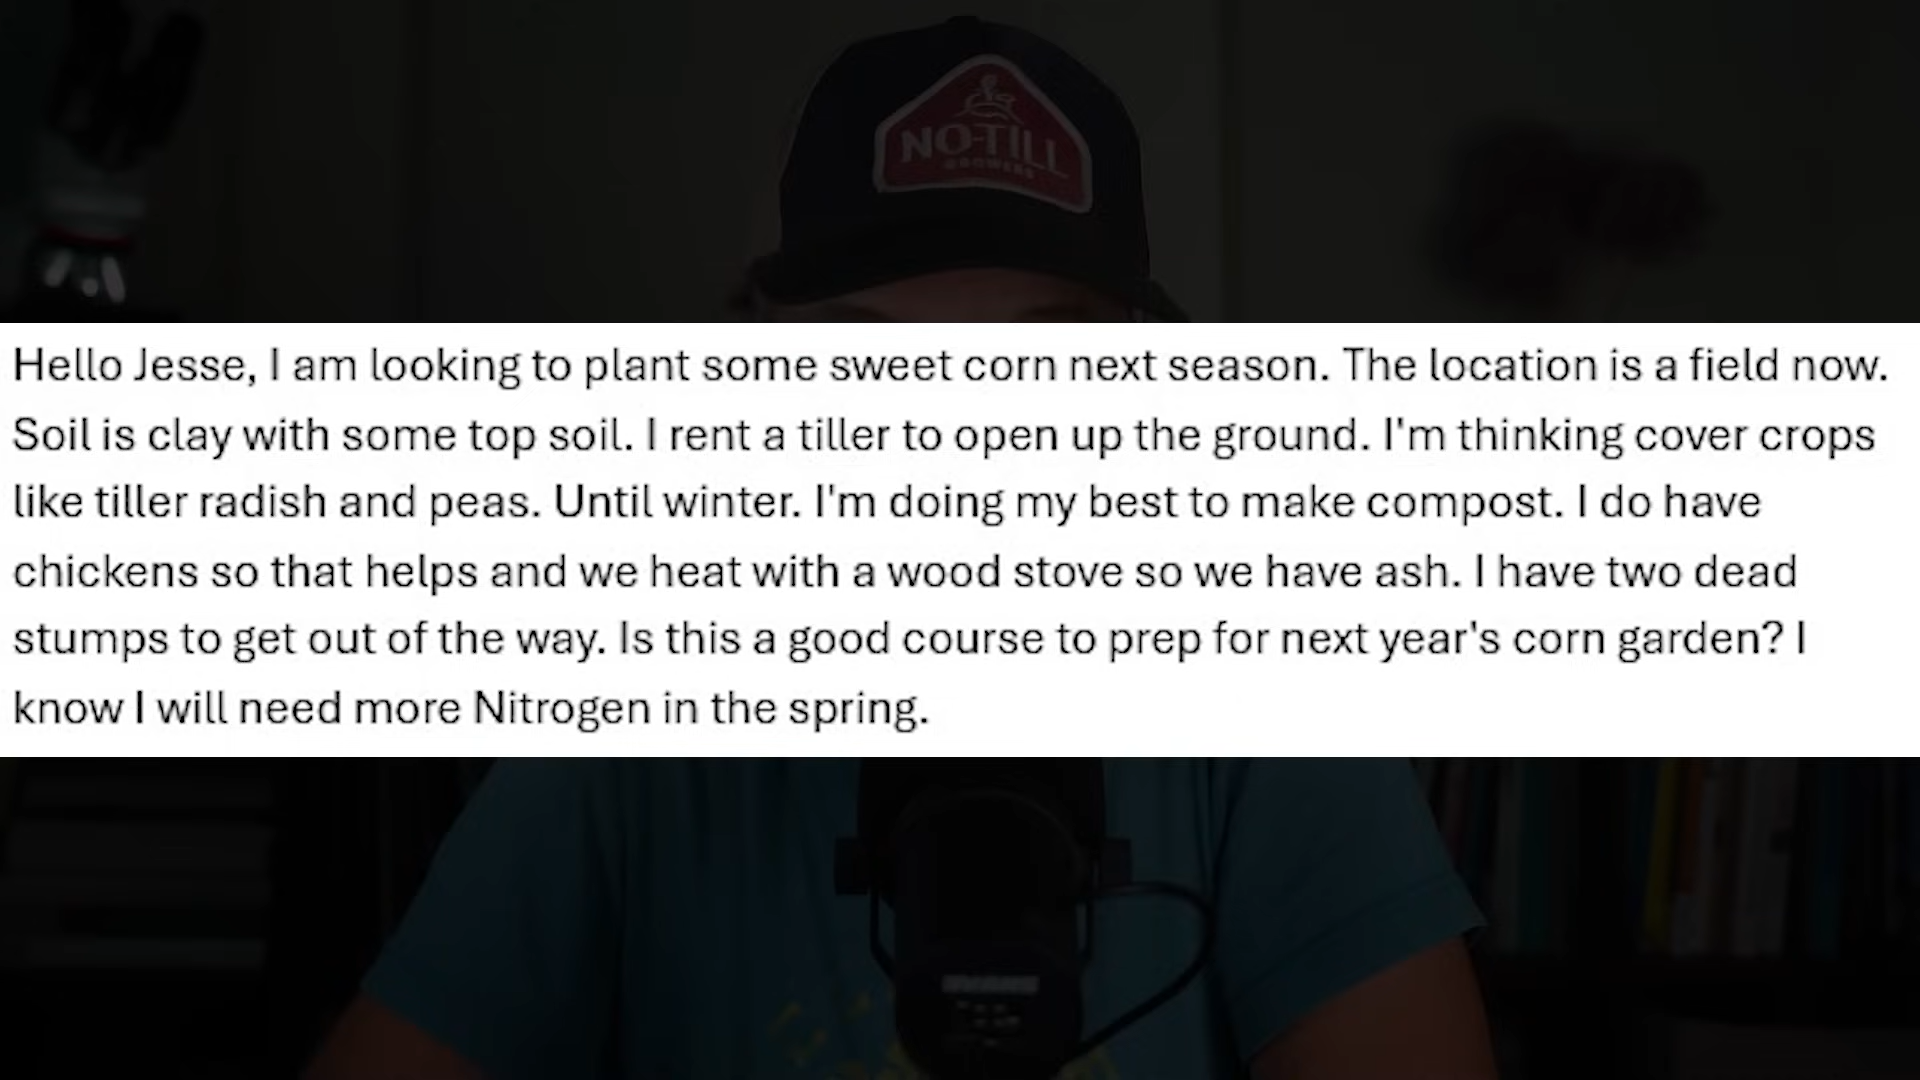 NO-TILL
GROWERS
Hello Jesse, I am looking to plant some sweet corn next season. The location is a field now.
Soil is clay with some top soil. I rent a tiller to open up the ground. I'm thinking cover crops
like tiller radish and peas. Until winter. I'm doing my best to make compost. I do have
chickens so that helps and we heat with a wood stove so we have ash. I have two dead
stumps to get out of the way. Is this a good course to prep for next year's corn garden? I
know I will need more Nitrogen in the spring.